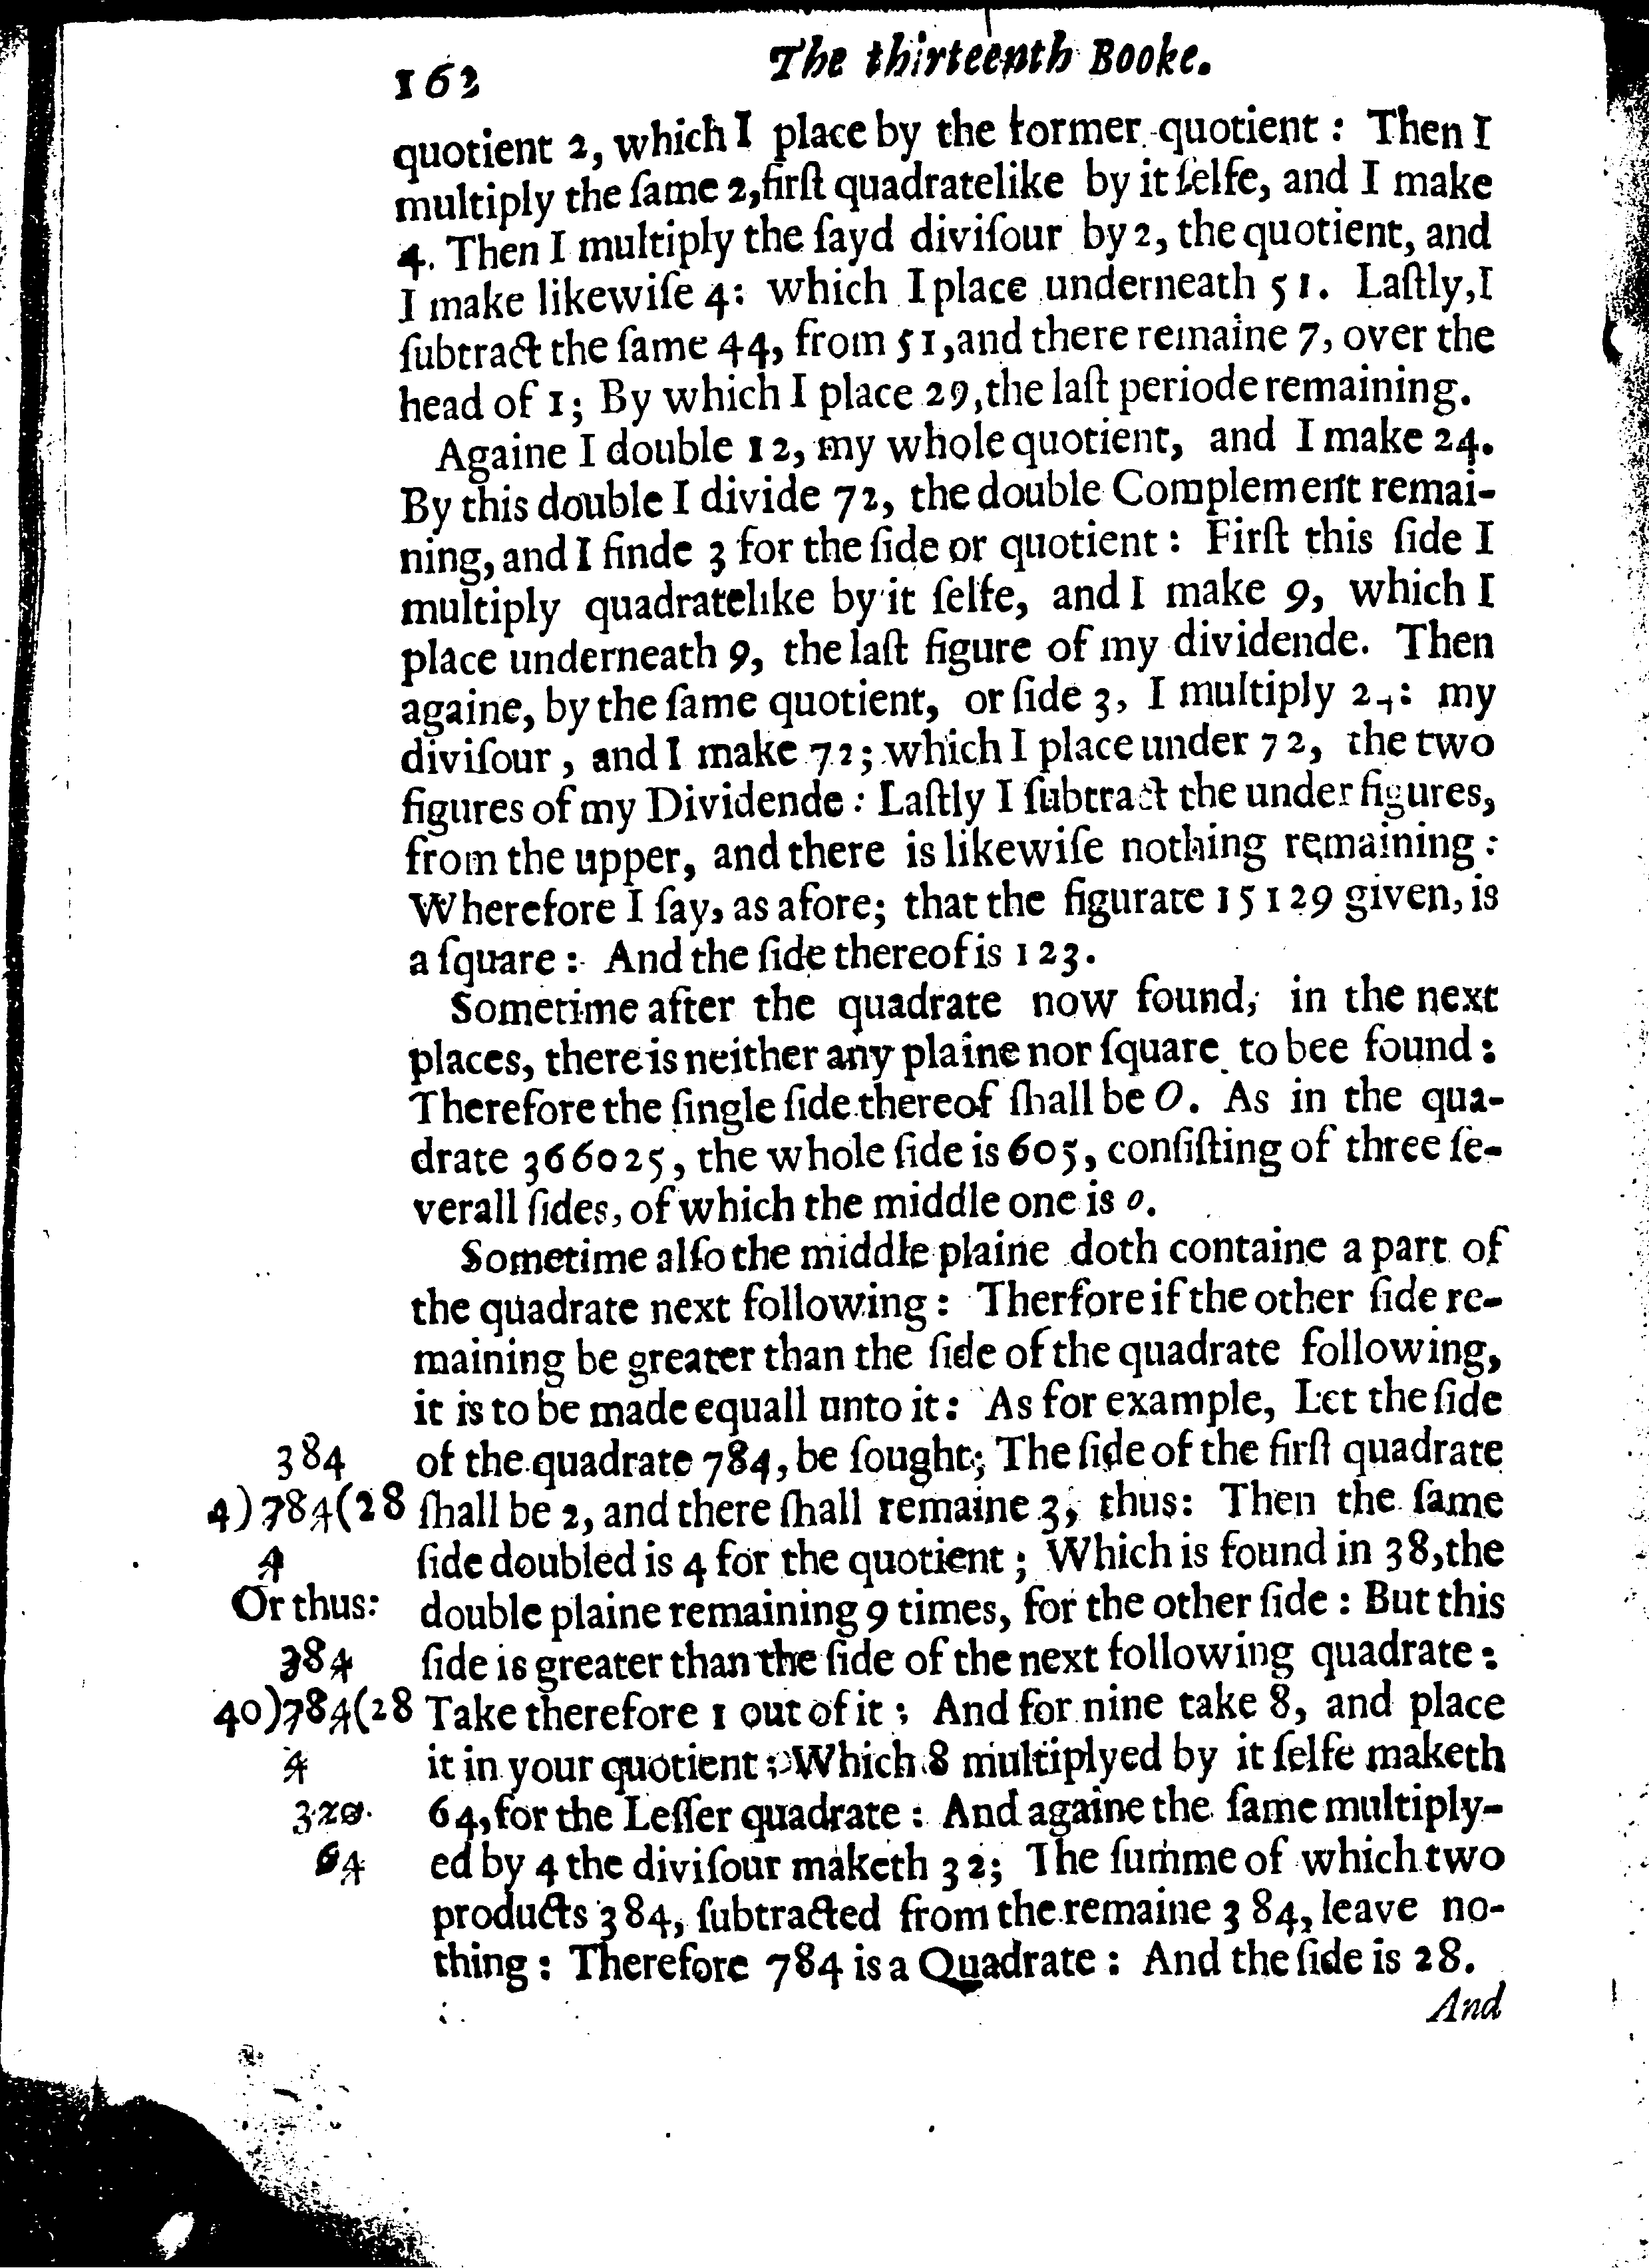 162
The thirteenth Booke.
quotient 2, which I place by the former quotient : Then I
multiply the ſame 2, firſt quadratelike by it ſelfe, and I make
4. Then I multiply the ſayd diviſour by 2, the quotient, and
I make likewiſe 4: which I place underneath 51. Laſtly, I
ſubtract the ſame 44, from 51, and there remaine 7, over the
head of 1; By which I place 29, the laſt periode remaining.
Againe I double 12, my whole quotient, and I make 24.
By this double I divide 72, the double Complement remai-
ning, and I finde 3 for the ſide or quotient : Firſt this ſide I
multiply quadratelike by it ſelfe, and I make 9, which I
place underneath 9, the laſt figure of my dividende. Then
againe, by the ſame quotient, or ſide 3, I multiply 24: my
diviſour, and I make 72; which I place under 72, the two
figures of my Dividende : Laſtly I ſubtract the under figures,
from the upper, and there is likewiſe nothing remaining :
Wherefore I ſay, as afore; that the figurate 15129 given, is
a ſquare : And the ſide thereof is 123.
Sometime after the quadrate now found, in the next
places, there is neither any plaine nor ſquare to bee found :
Therefore the ſingle ſide thereof ſhall be 0. As in the qua-
drate 366025, the whole ſide is 605, conſiſting of three ſe-
verall ſides, of which the middle one is 0.
Sometime alſo the middle plaine doth containe a part of
the quadrate next following : Therfore if the other ſide re-
maining be greater than the ſide of the quadrate following,
it is to be made equall unto it : As for example, Let the ſide
of the quadrate 784, be ſought; The ſide of the firſt quadrate
ſhall be 2, and there ſhall remaine 3, thus: Then the ſame
ſide doubled is 4 for the quotient ; Which is found in 38, the
double plaine remaining 9 times, for the other ſide : But this
ſide is greater than the ſide of the next following quadrate :
Take therefore 1 out of it ; And for nine take 8, and place
it in your quotient : Which 8 multiplyed by it ſelfe maketh
64, for the Leſſer quadrate : And againe the ſame multiply-
ed by 4 the diviſour maketh 32; The ſumme of which two
products 384, ſubtracted from the remaine 384, leave no-
thing : Therefore 784 is a Quadrate : And the ſide is 28.
And
384
4)784(28
4
Or thus:
384
40)784(28
4
320
64